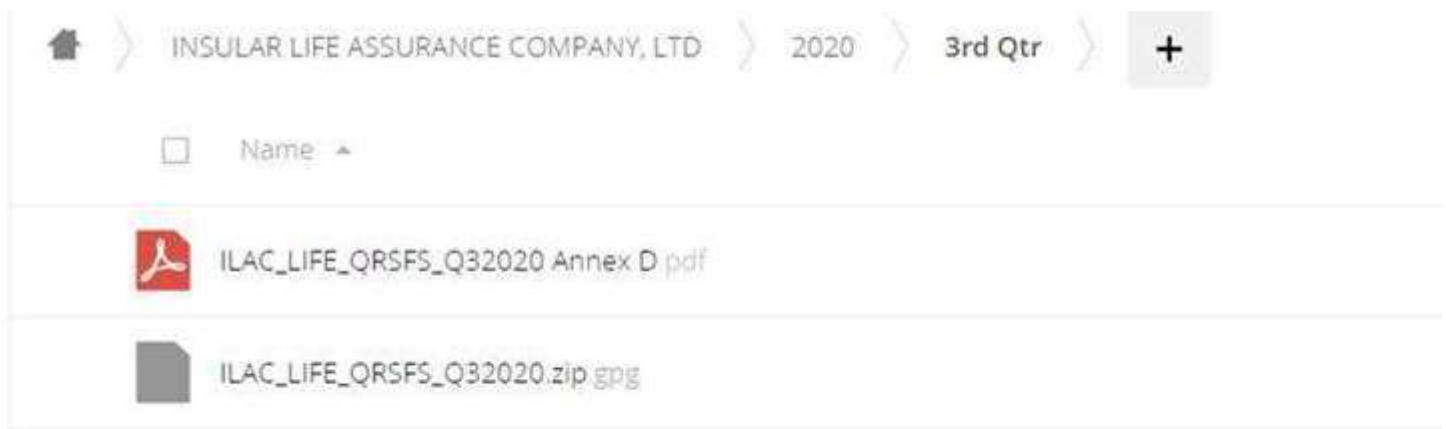 INSULAR LIFE ASSURANCE COMPANY, LTD 2020 3rd Qtr +
Name
ILAC_LIFE_QRSFS_Q32020 Annex D.pdf
ILAC_LIFE_QRSFS_Q32020.zip.gpg